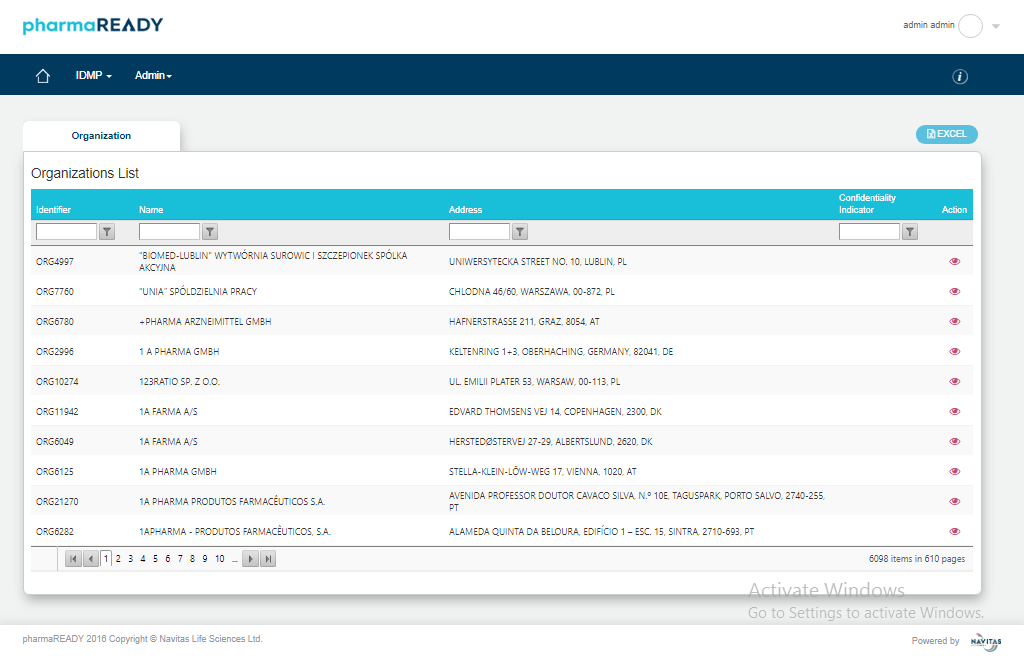 pharmaREADY
admin admin
IDMP
Admin
Organization
EXCEL
Organizations List
Identifier Name Address Confidentiality Indicator Action
ORG4997 "BIOMED-LUBLIN" WYTWÓRNIA SUROWIC I SZCZEPIONEK SPÓLKA AKCYJNA UNIWERSYTECKA STREET NO. 10, LUBLIN, PL
ORG7760 "UNIA" SPÓLDZIELNIA PRACY CHLODNA 46/60, WARSZAWA, 00-872, PL
ORG6780 +PHARMA ARZNEIMITTEL GMBH HAFNERSTRASSE 211, GRAZ, 8054, AT
ORG2996 1 A PHARMA GMBH KELTENRING 1+3, OBERHACHING, GERMANY, 82041, DE
ORG10274 123RATIO SP. Z O.O. UL. EMILII PLATER 53, WARSAW, 00-113, PL
ORG11942 1A FARMA A/S EDVARD THOMSENS VEJ 14, COPENHAGEN, 2300, DK
ORG6049 1A FARMA A/S HERSTEDØSTERVEJ 27-29, ALBERTSLUND, 2620, DK
ORG6125 1A PHARMA GMBH STELLA-KLEIN-LÖW-WEG 17, VIENNA, 1020, AT
ORG21270 1A PHARMA PRODUTOS FARMACÊUTICOS S.A. AVENIDA PROFESSOR DOUTOR CAVACO SILVA, N.º 10E, TAGUSPARK, PORTO SALVO, 2740-255, PT
ORG6282 1APHARMA - PRODUTOS FARMACÊUTICOS, S.A. ALAMEDA QUINTA DA BELOURA, EDIFÍCIO 1 – ESC. 15, SINTRA, 2710-693, PT
1 2 3 4 5 6 7 8 9 10 ... 6098 items in 610 pages
Activate Windows
Go to Settings to activate Windows.
pharmaREADY 2016 Copyright © Navitas Life Sciences Ltd. Powered by NAVITAS